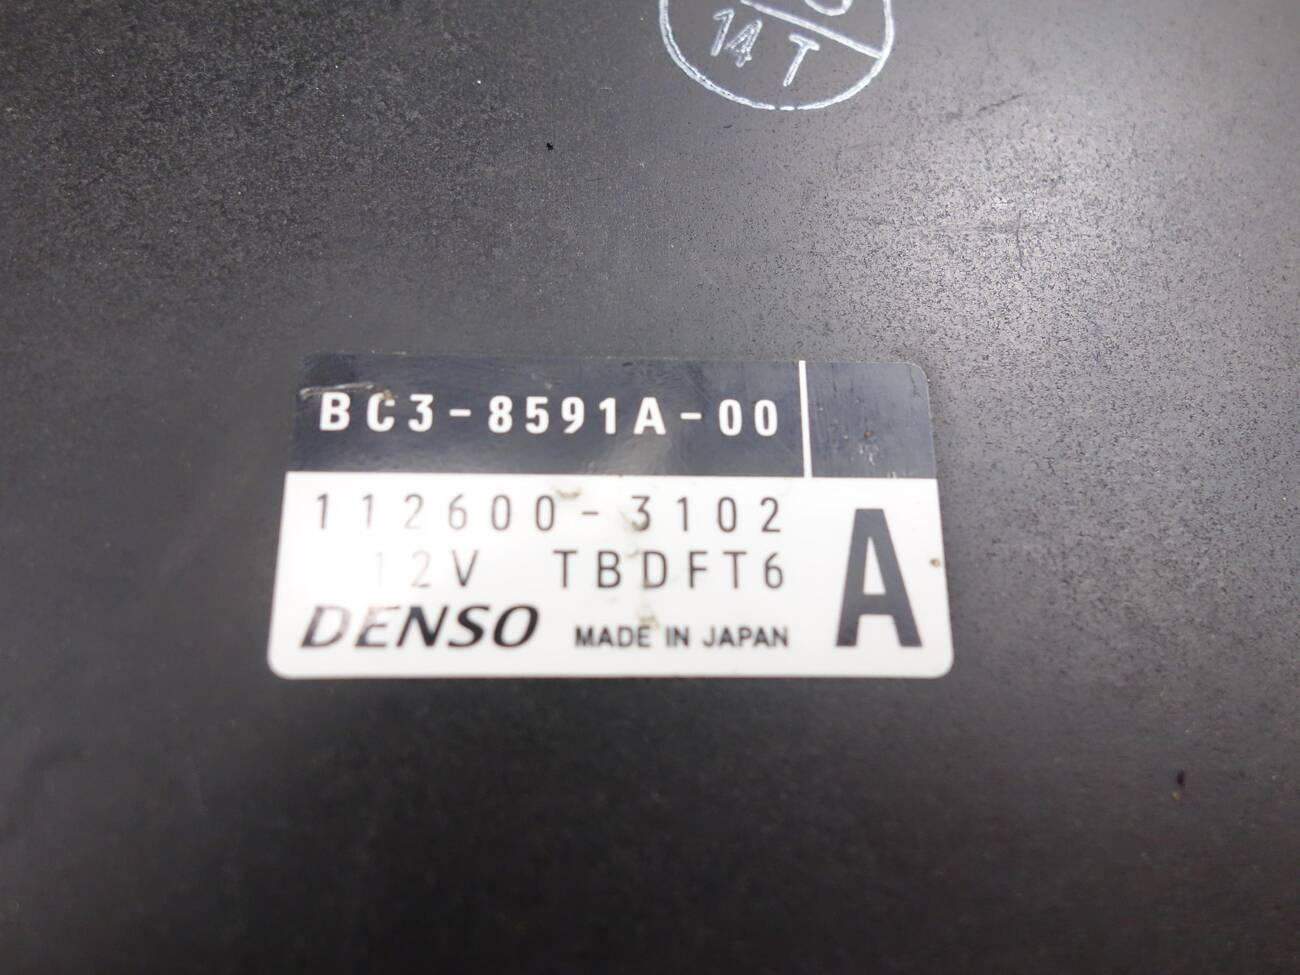 14 T
BC3-8591A-00
112600-3102
12V TBDFT6
A
DENSO MADE IN JAPAN